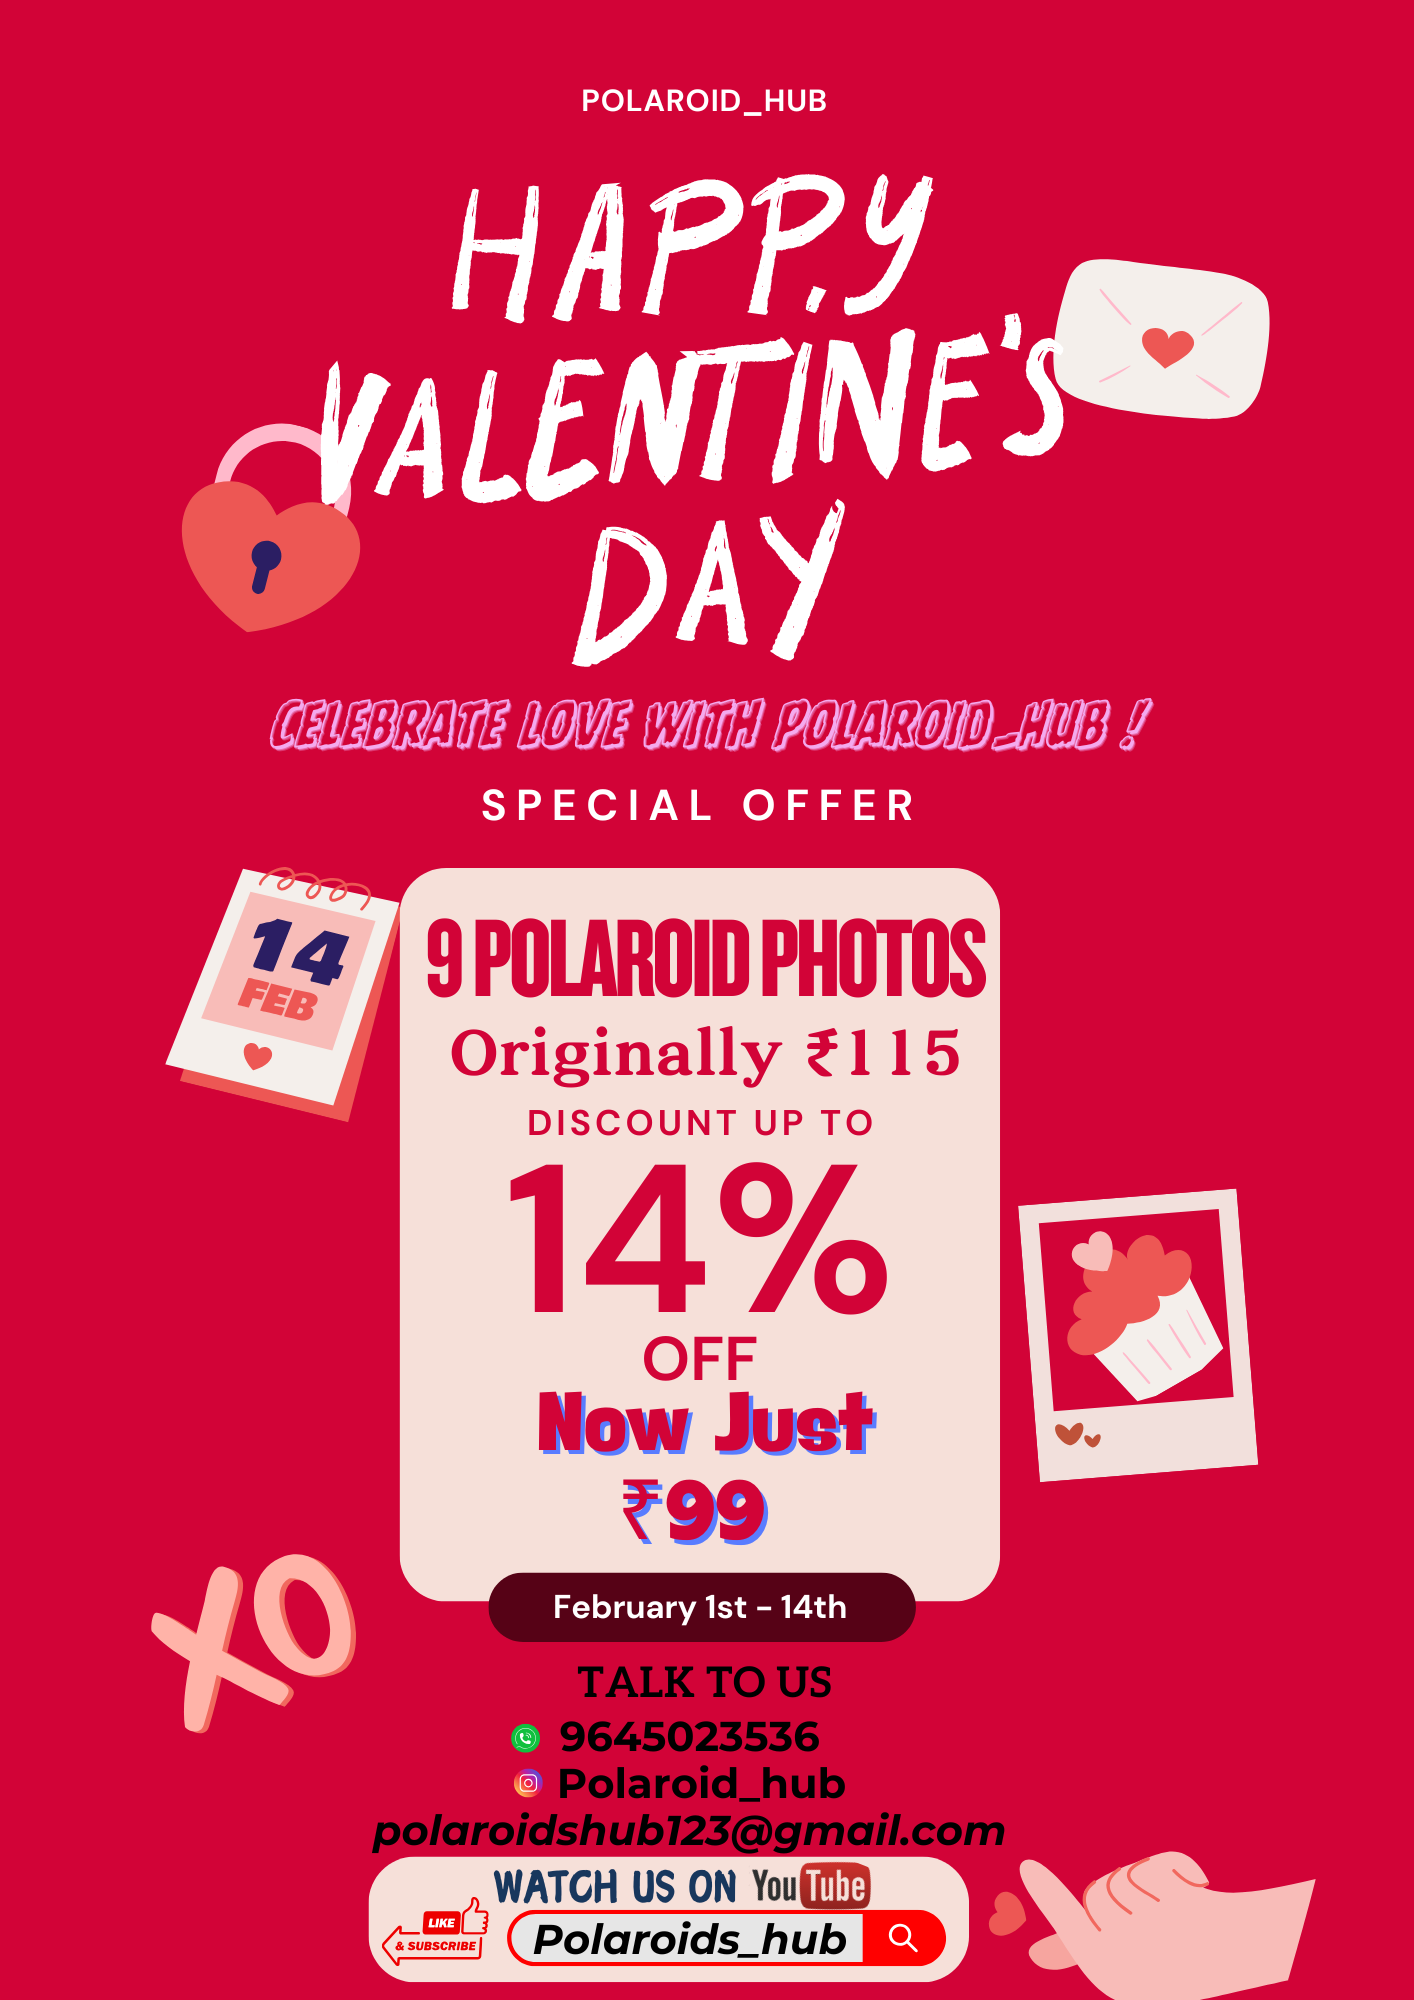 POLAROID_HUB
HAPPY
VALENTINE'S
DAY
CELEBRATE LOVE WITH POLAROID_HUB !
SPECIAL OFFER
14
FEB
9 POLAROID PHOTOS
Originally ₹115
DISCOUNT UP TO
14%
OFF
Now Just
₹99
XO
February 1st - 14th
TALK TO US
9645023536
Polaroid_hub
polaroidshub123@gmail.com
WATCH US ON YouTube
LIKE
& SUBSCRIBE
Polaroids_hub